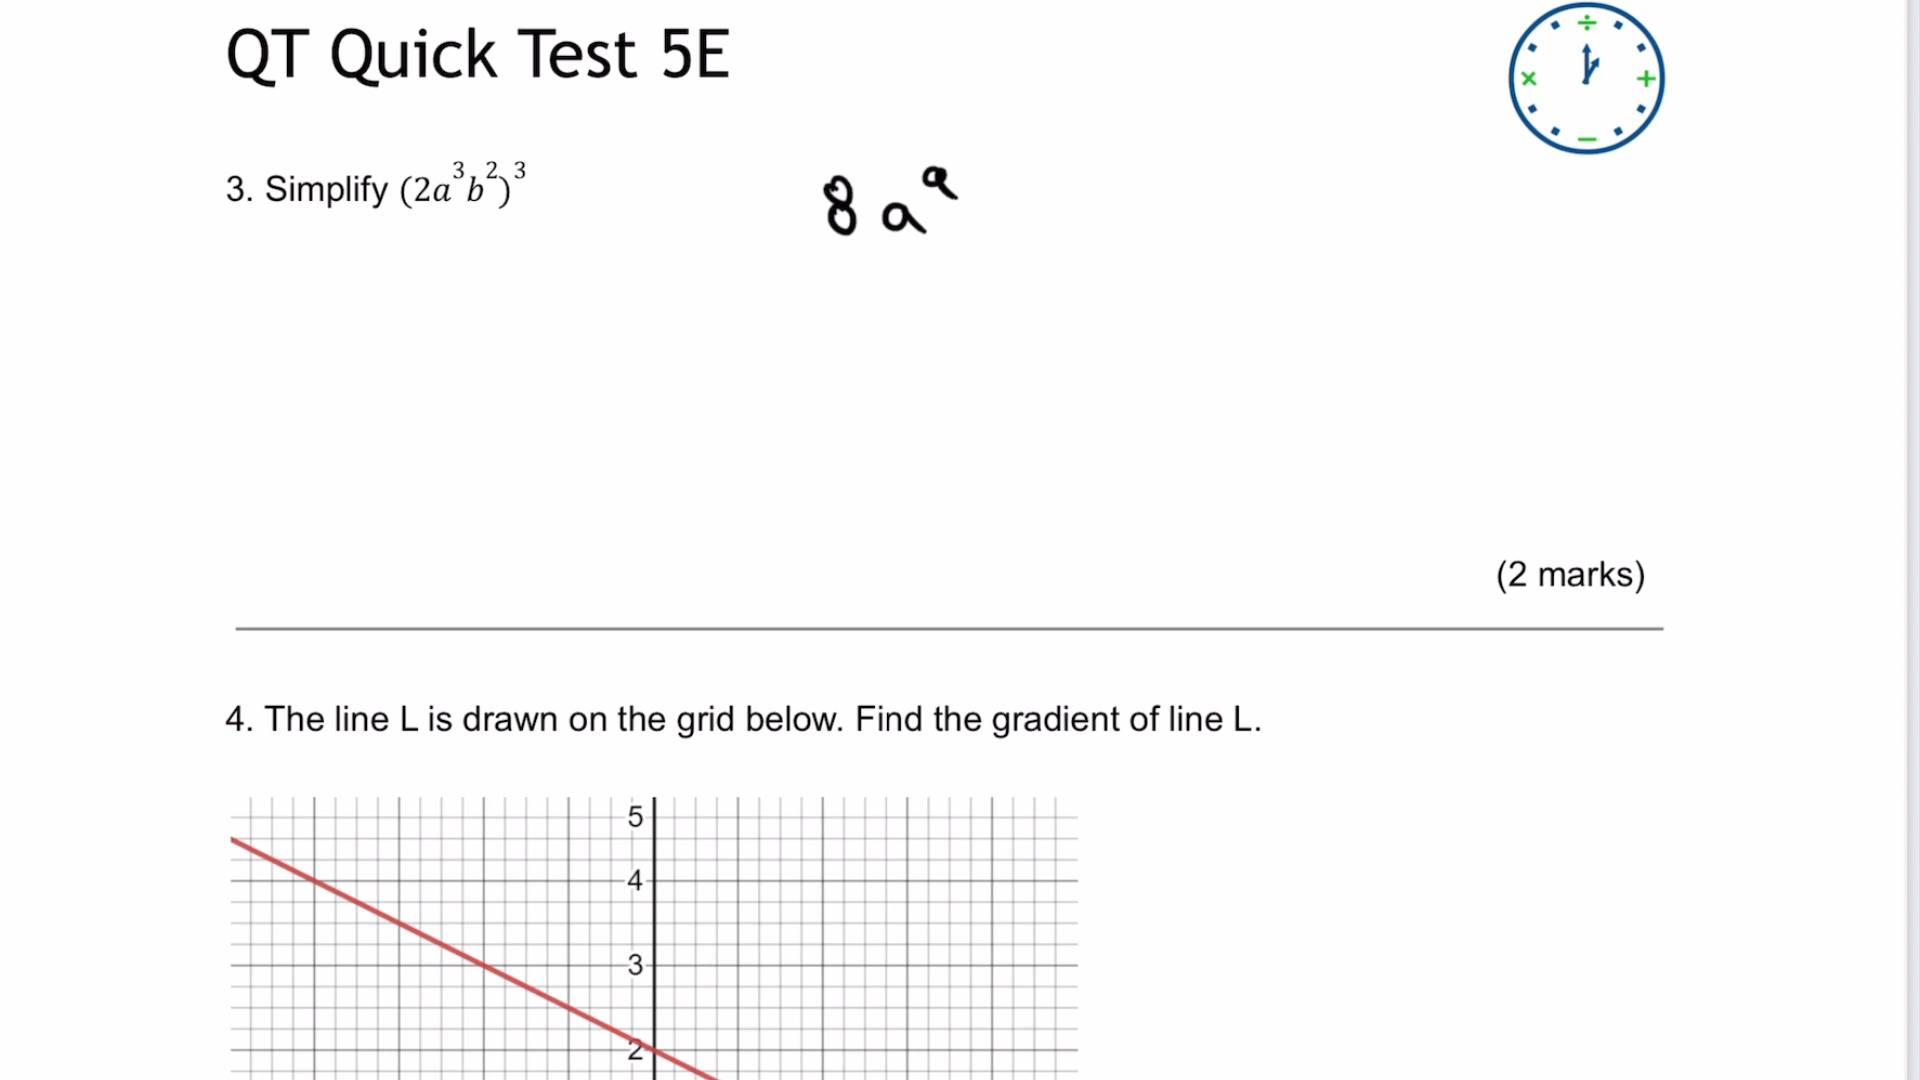 QT Quick Test 5E
÷ + − ×
3. Simplify (2a³b²)³
8a⁹
(2 marks)
4. The line L is drawn on the grid below. Find the gradient of line L.
5
4
3
2